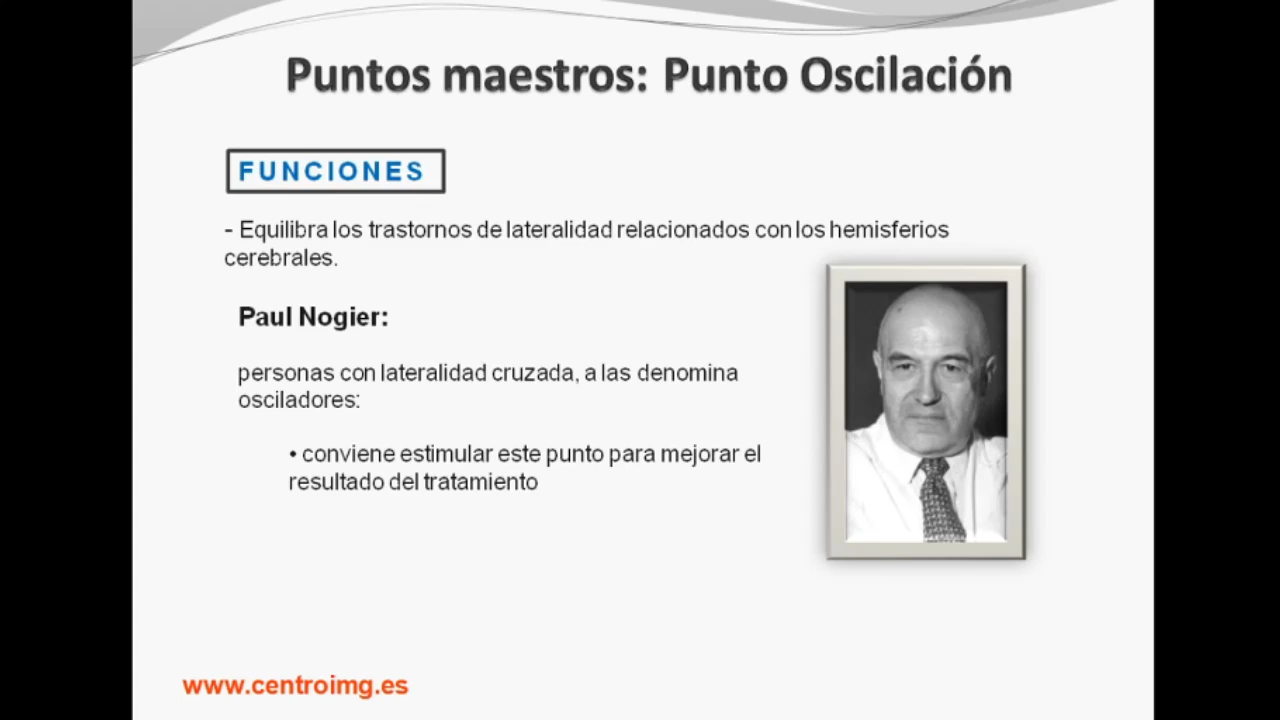 Puntos maestros: Punto Oscilación
FUNCIONES
- Equilibra los trastornos de lateralidad relacionados con los hemisferios
cerebrales.
Paul Nogier:
personas con lateralidad cruzada, a las denomina
osciladores:
• conviene estimular este punto para mejorar el
resultado del tratamiento
www.centroimg.es